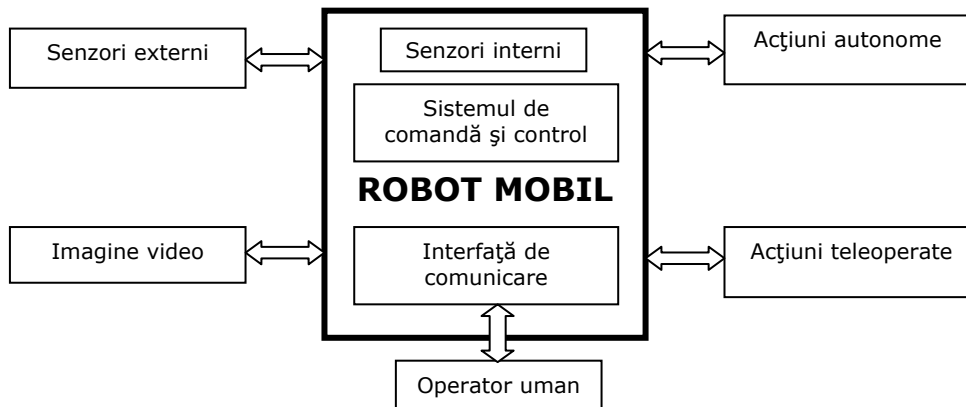 Senzori externi
Senzori interni
Acţiuni autonome
Sistemul de
comandă şi control
ROBOT MOBIL
Imagine video
Interfaţă de
comunicare
Acţiuni teleoperate
Operator uman